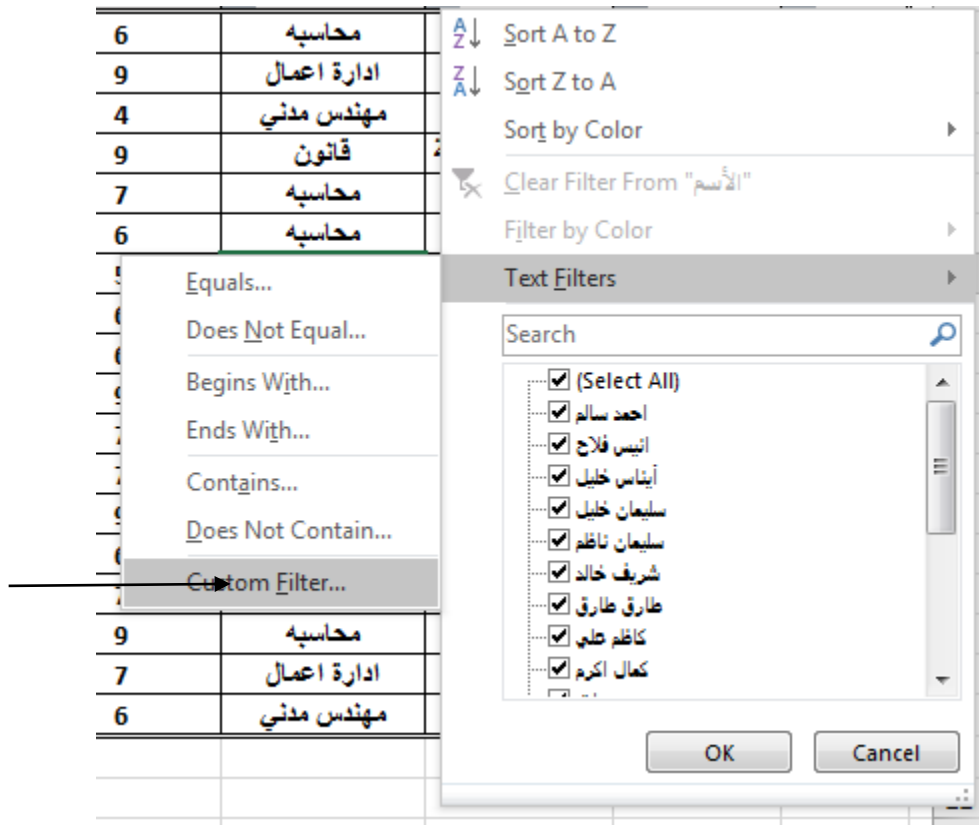 6 محاسبه
9 ادارة اعمال
4 مهندس مدني
9 قانون
7 محاسبه
6 محاسبه
9 محاسبه
7 ادارة اعمال
6 مهندس مدني
Sort A to Z
Sort Z to A
Sort by Color
Clear Filter From "الأسم"
Filter by Color
Text Filters
Equals...
Does Not Equal...
Begins With...
Ends With...
Contains...
Does Not Contain...
Custom Filter...
Search
(Select All)
احمد سالم
انيس فلاح
أيناس خليل
سليمان خليل
سليمان ناظم
شريف خالد
طارق طارق
كاظم علي
كمال اكرم
OK Cancel